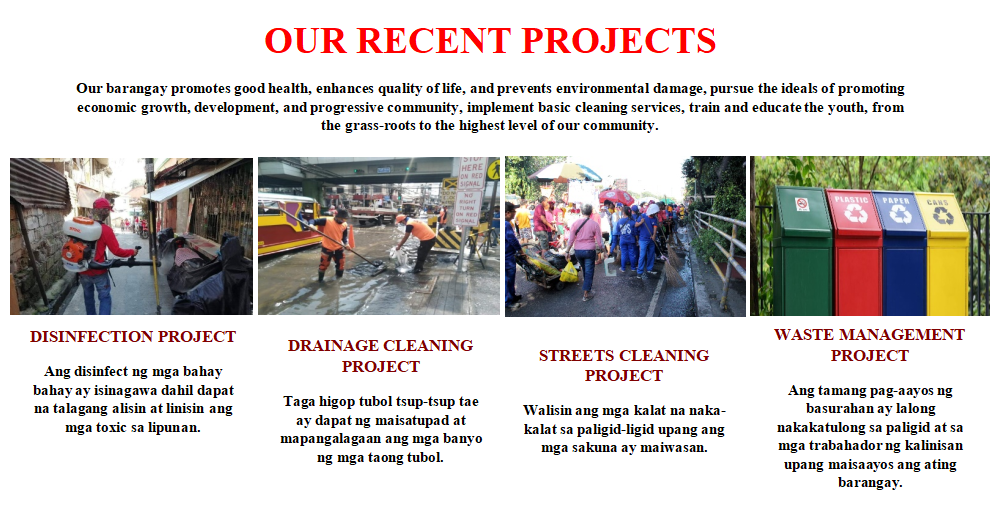 OUR RECENT PROJECTS
Our barangay promotes good health, enhances quality of life, and prevents environmental damage, pursue the ideals of promoting
economic growth, development, and progressive community, implement basic cleaning services, train and educate the youth, from
the grass-roots to the highest level of our community.
STOP
HERE
ON RED
SIGNAL
NO
RIGHT
TURN
ON RED
SIGNAL
PLASTIC
PAPER
CANS
DISINFECTION PROJECT
Ang disinfect ng mga bahay
bahay ay isinagawa dahil dapat
na talagang alisin at linisin ang
mga toxic sa lipunan.
DRAINAGE CLEANING
PROJECT
Taga higop tubol tsup-tsup tae
ay dapat ng maisatupad at
mapangalagaan ang mga banyo
ng mga taong tubol.
STREETS CLEANING
PROJECT
Walisin ang mga kalat na naka-
kalat sa paligid-ligid upang ang
mga sakuna ay maiwasan.
WASTE MANAGEMENT
PROJECT
Ang tamang pag-aayos ng
basurahan ay lalong
nakakatulong sa paligid at sa
mga trabahador ng kalinisan
upang maisaayos ang ating
barangay.